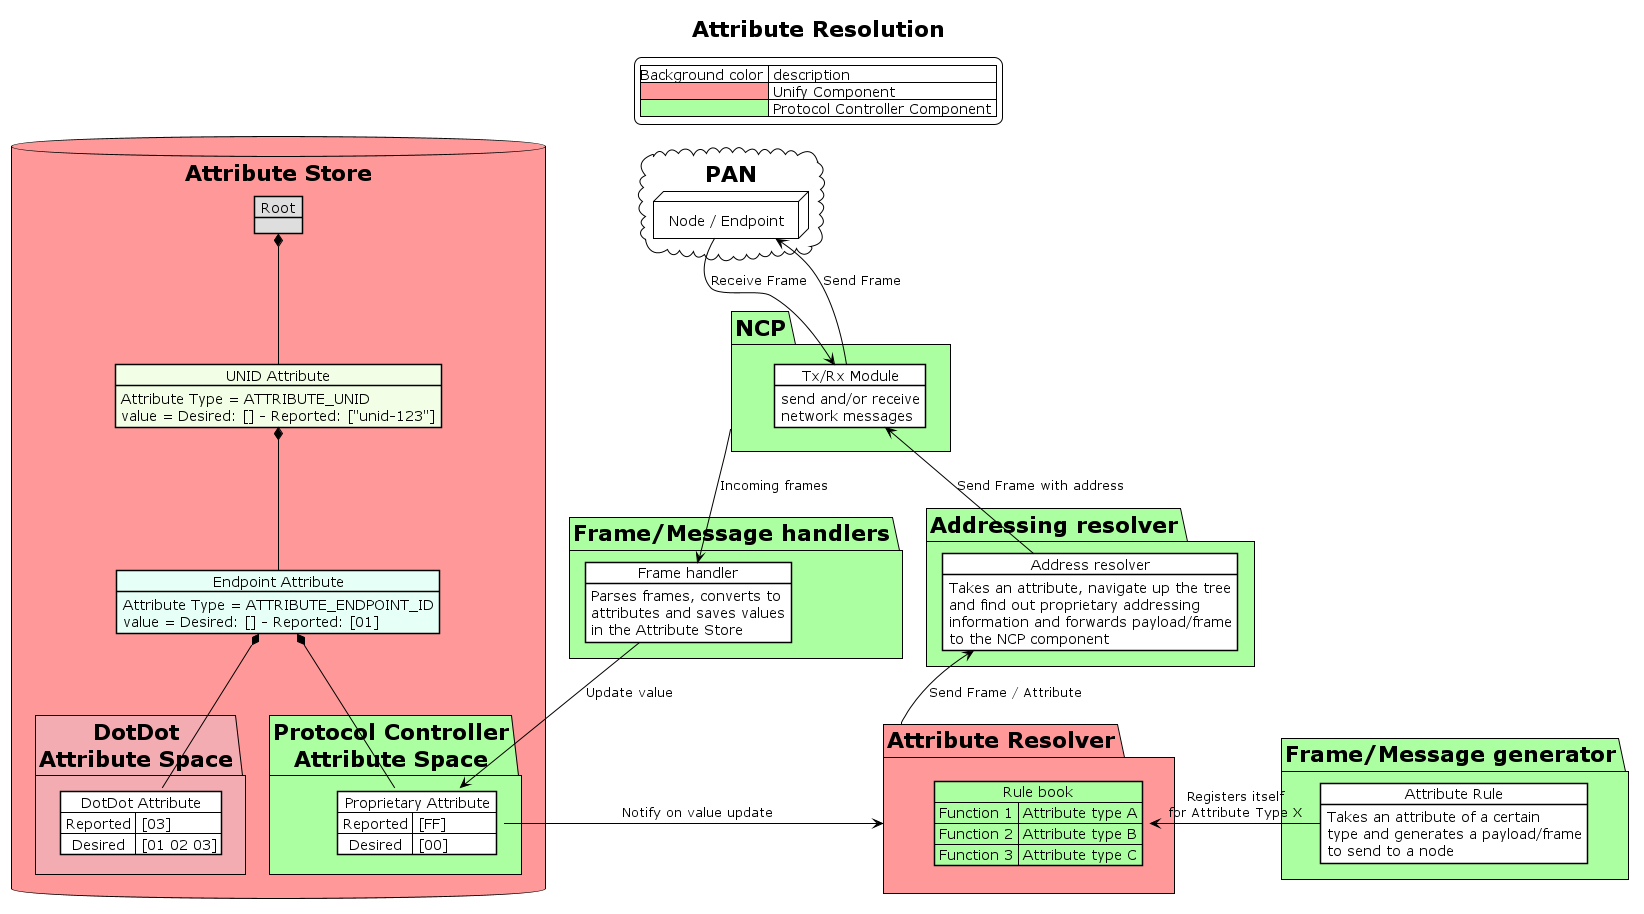 Attribute Resolution
Background color description
Unify Component
Protocol Controller Component
Attribute Store
Root
UNID Attribute
Attribute Type = ATTRIBUTE_UNID
value = Desired: [] - Reported: ["unid-123"]
Endpoint Attribute
Attribute Type = ATTRIBUTE_ENDPOINT_ID
value = Desired: [] - Reported: [01]
DotDot
Attribute Space
DotDot Attribute
Reported [03]
Desired [01 02 03]
Protocol Controller
Attribute Space
Proprietary Attribute
Reported [FF]
Desired [00]
PAN
Node / Endpoint
Receive Frame
Send Frame
NCP
Tx/Rx Module
send and/or receive
network messages
Incoming frames
Send Frame with address
Frame/Message handlers
Frame handler
Parses frames, converts to
attributes and saves values
in the Attribute Store
Addressing resolver
Address resolver
Takes an attribute, navigate up the tree
and find out proprietary addressing
information and forwards payload/frame
to the NCP component
Update value
Send Frame / Attribute
Notify on value update
Attribute Resolver
Rule book
Function 1 Attribute type A
Function 2 Attribute type B
Function 3 Attribute type C
Registers itself
for Attribute Type X
Frame/Message generator
Attribute Rule
Takes an attribute of a certain
type and generates a payload/frame
to send to a node